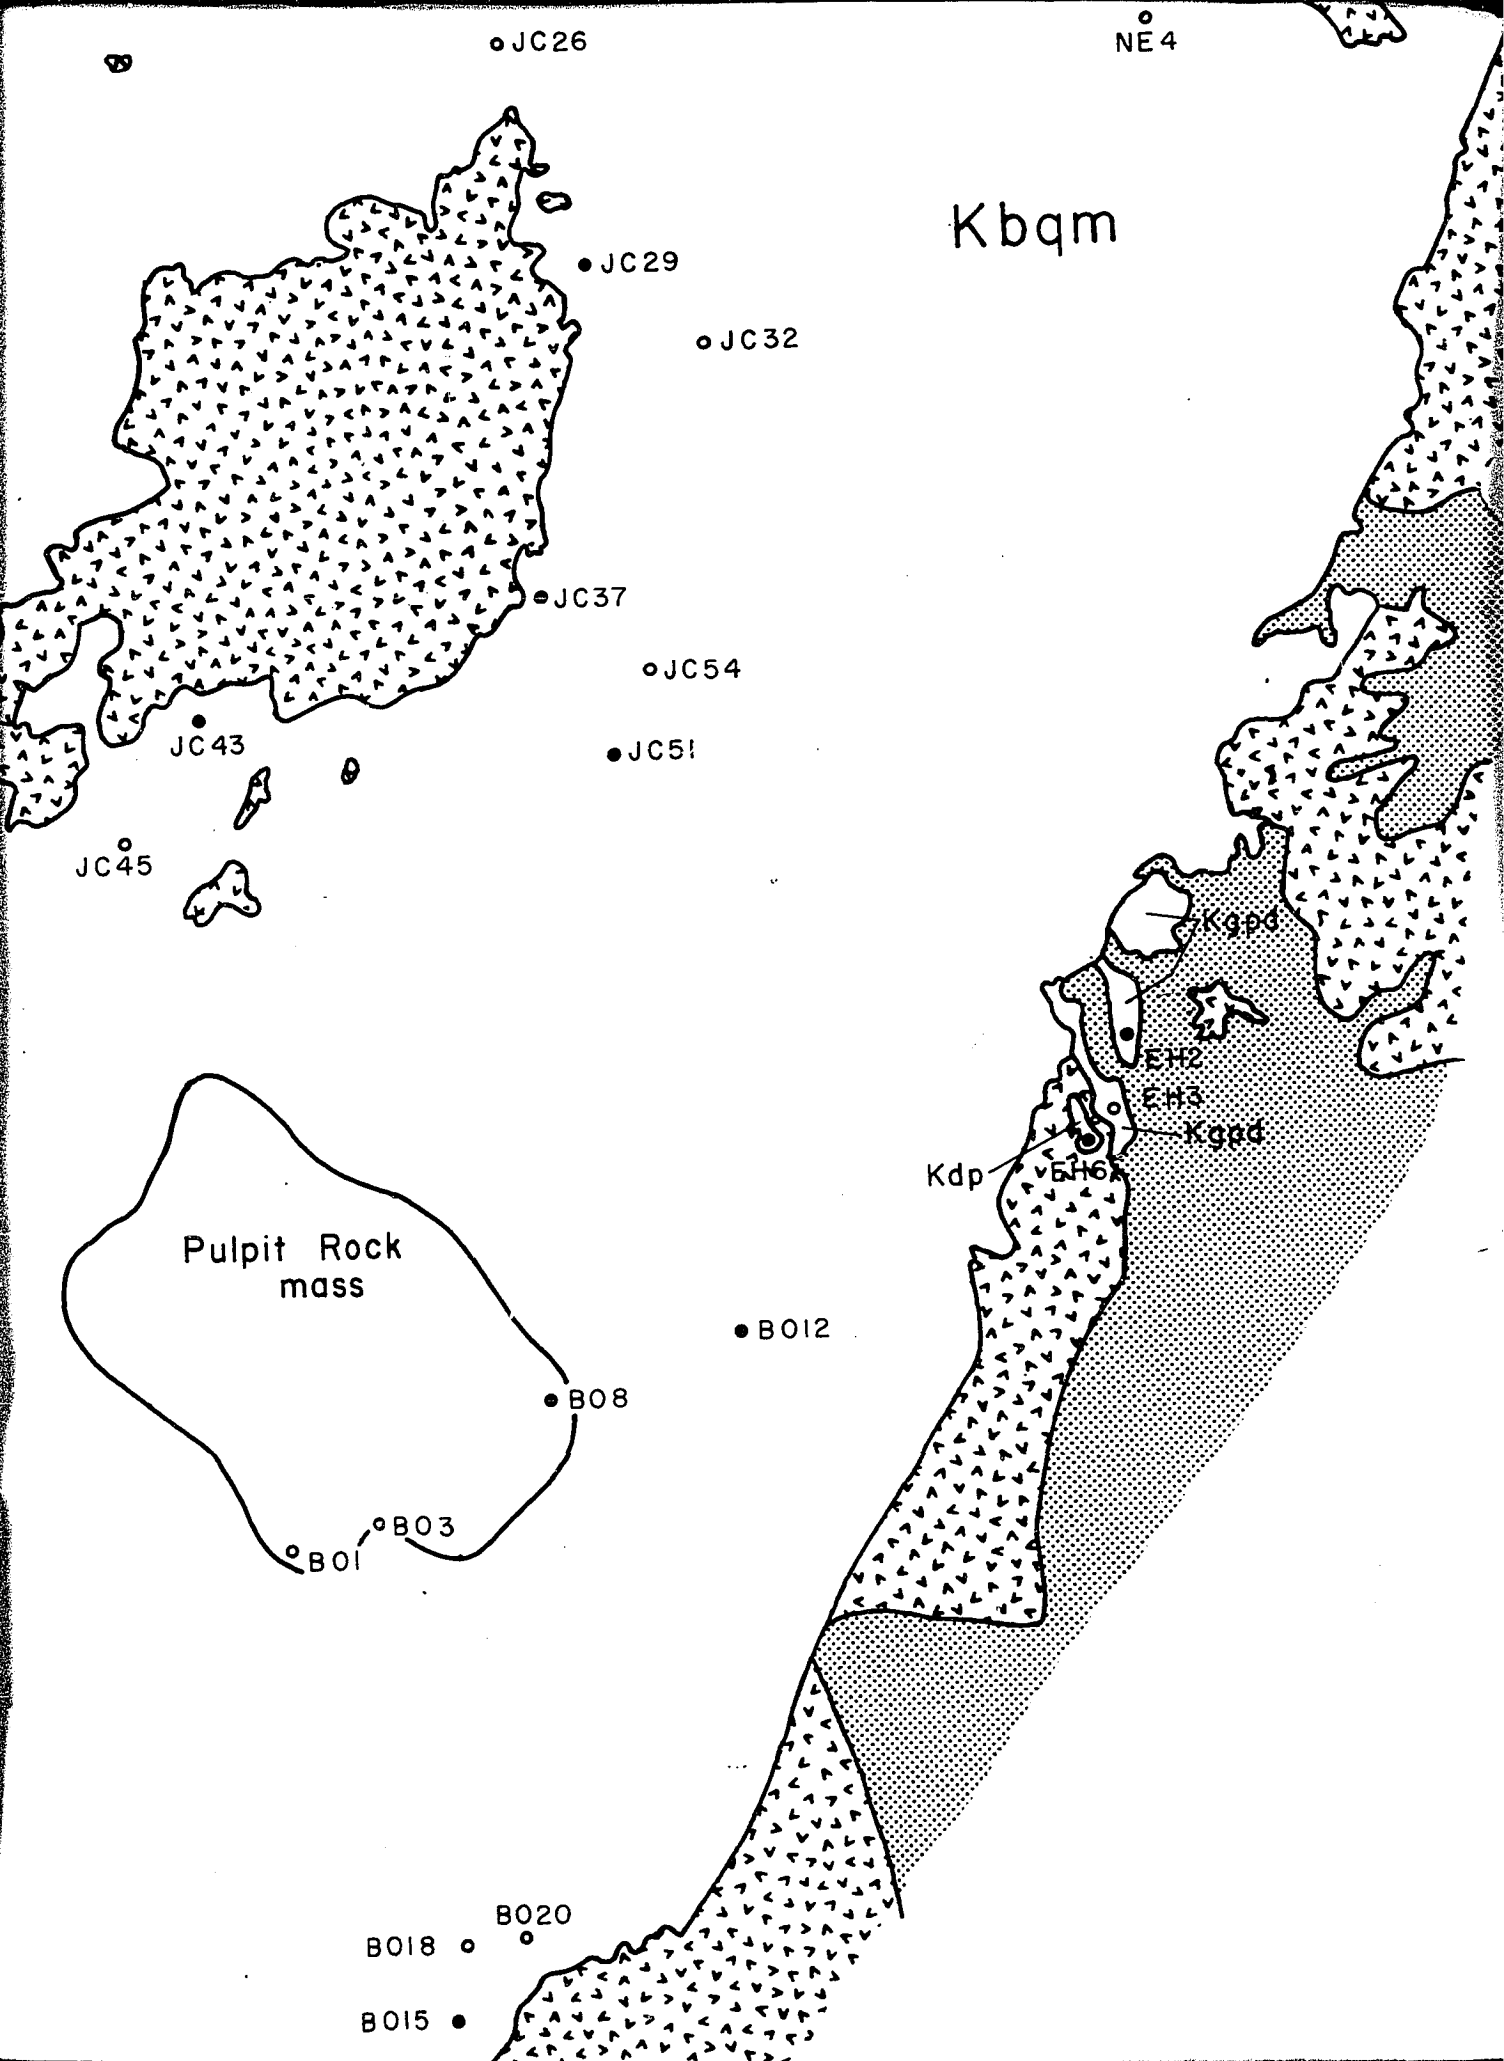 JC26
NE4
Kbqm
JC29
JC32
JC37
JC54
JC43
JC51
JC45
Kgpd
EH2
EH3
Kgpd
Kdp
EH6
Pulpit Rock
mass
BO12
BO8
BO3
BO1
BO20
BO18
BO15